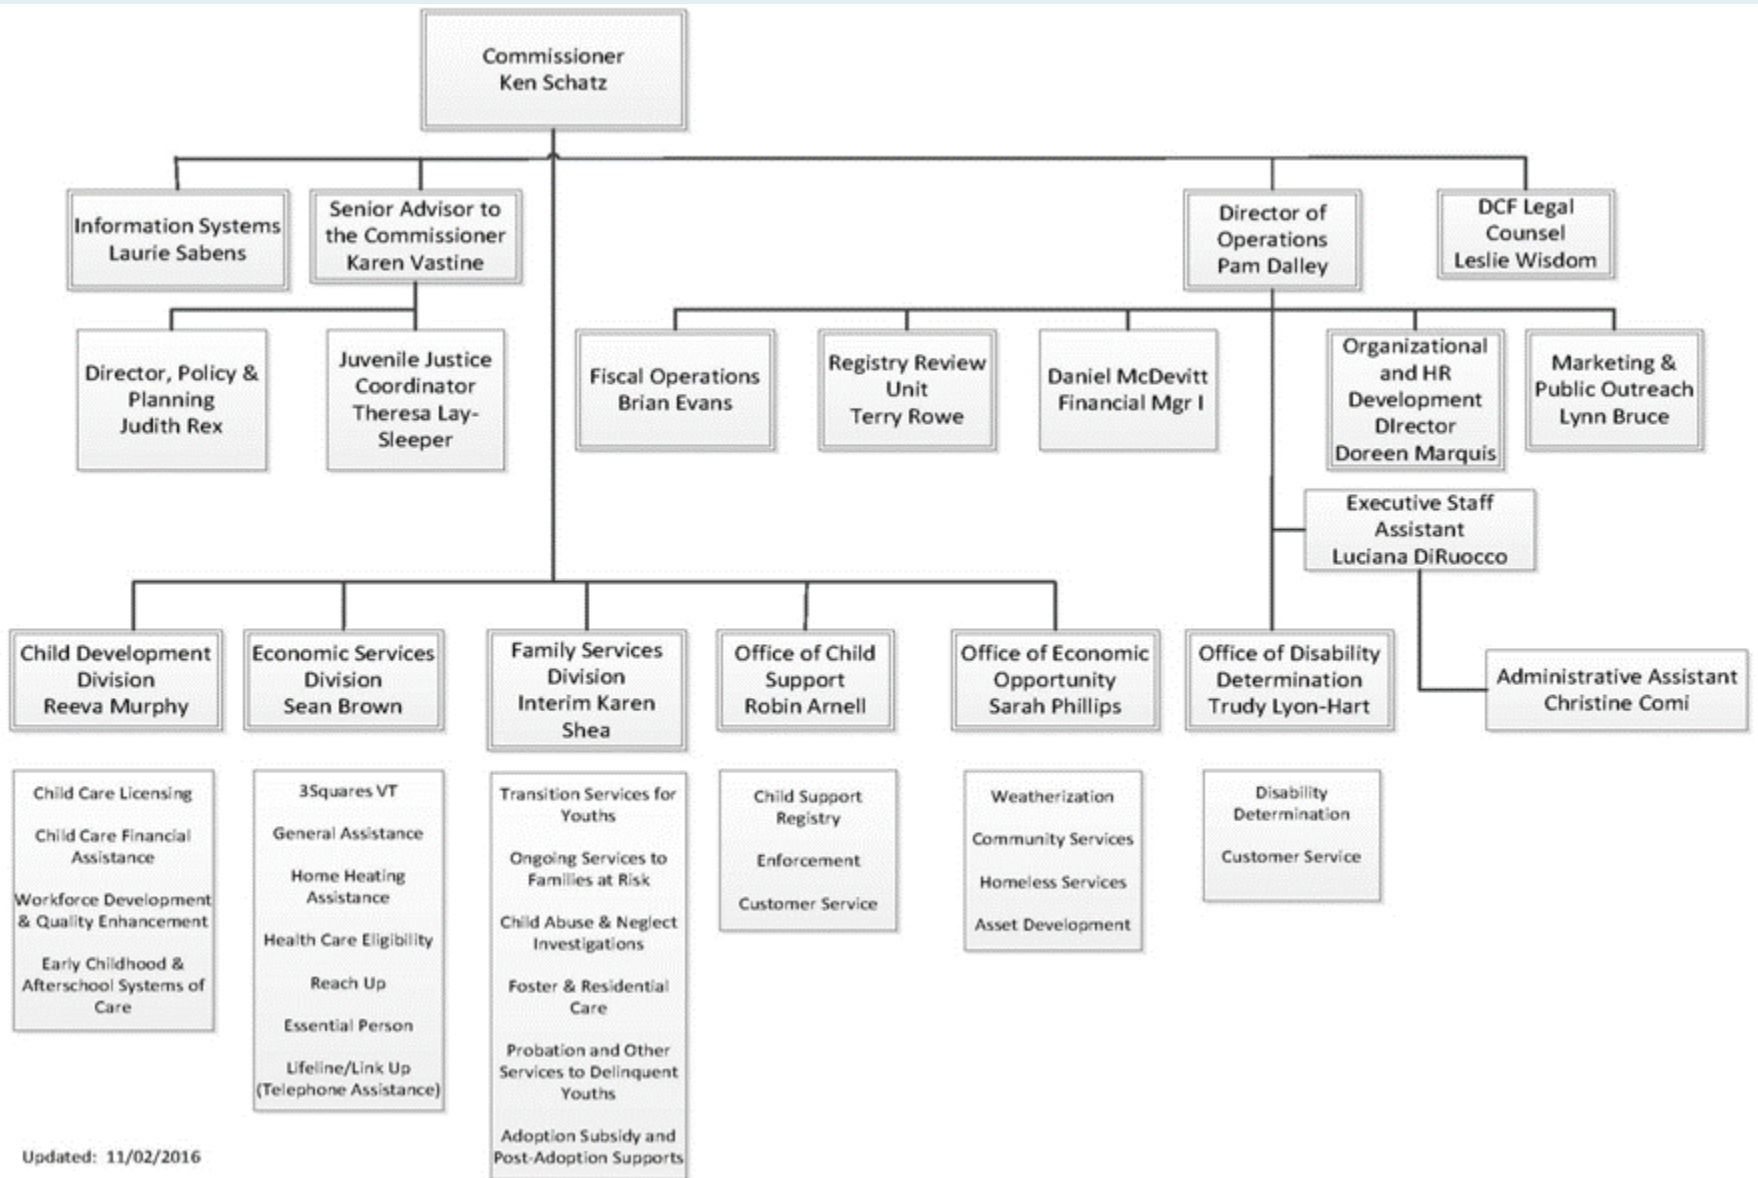 Commissioner
Ken Schatz
Information Systems
Laurie Sabens
Senior Advisor to
the Commissioner
Karen Vastine
Director of
Operations
Pam Dalley
DCF Legal
Counsel
Leslie Wisdom
Director, Policy &
Planning
Judith Rex
Juvenile Justice
Coordinator
Theresa Lay-
Sleeper
Fiscal Operations
Brian Evans
Registry Review
Unit
Terry Rowe
Daniel McDevitt
Financial Mgr I
Organizational
and HR
Development
DIrector
Doreen Marquis
Marketing &
Public Outreach
Lynn Bruce
Executive Staff
Assistant
Luciana DiRuocco
Child Development
Division
Reeva Murphy
Economic Services
Division
Sean Brown
Family Services
Division
Interim Karen
Shea
Office of Child
Support
Robin Arnell
Office of Economic
Opportunity
Sarah Phillips
Office of Disability
Determination
Trudy Lyon-Hart
Administrative Assistant
Christine Comi
Child Care Licensing
Child Care Financial
Assistance
Workforce Development
& Quality Enhancement
Early Childhood &
Afterschool Systems of
Care
3Squares VT
General Assistance
Home Heating
Assistance
Health Care Eligibility
Reach Up
Essential Person
Lifeline/Link Up
(Telephone Assistance)
Transition Services for
Youths
Ongoing Services to
Families at Risk
Child Abuse & Neglect
Investigations
Foster & Residential
Care
Probation and Other
Services to Delinquent
Youths
Adoption Subsidy and
Post-Adoption Supports
Child Support
Registry
Enforcement
Customer Service
Weatherization
Community Services
Homeless Services
Asset Development
Disability
Determination
Customer Service
Updated: 11/02/2016